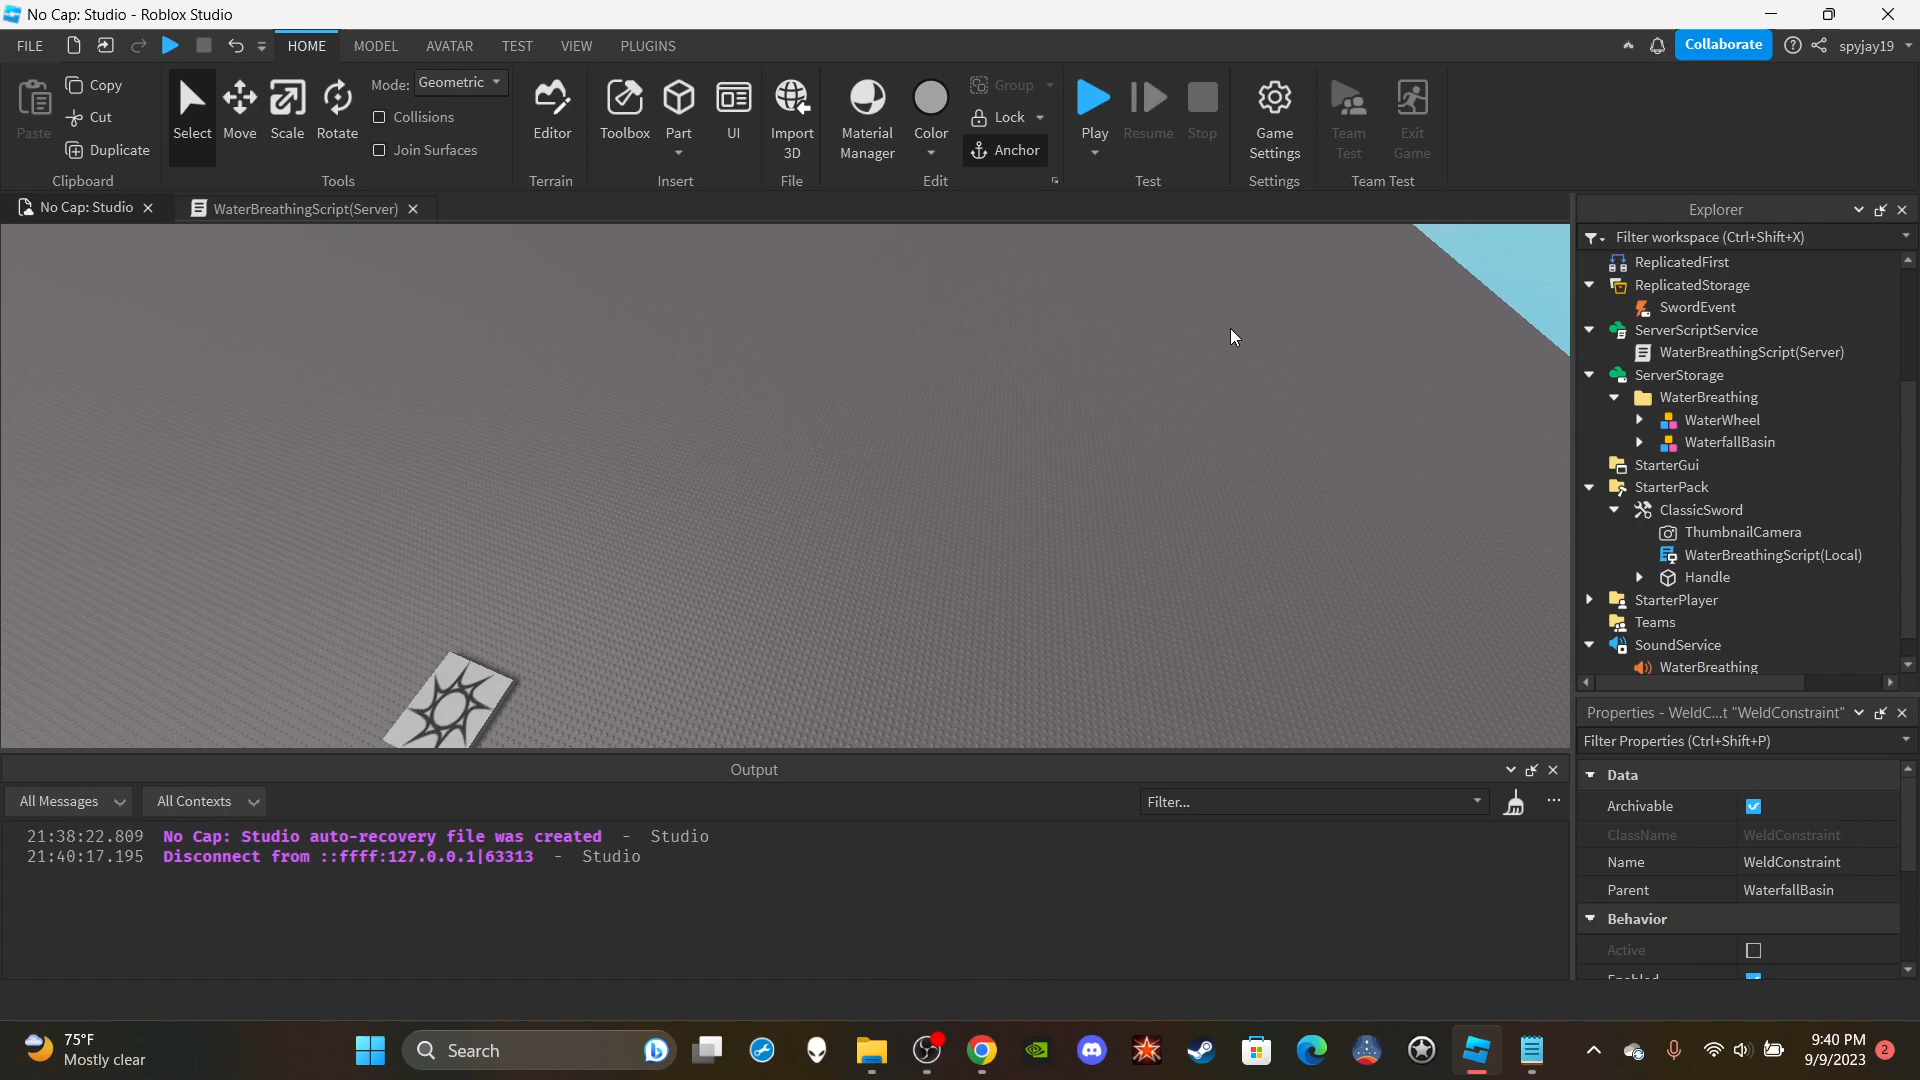 No Cap: Studio - Roblox Studio
FILE HOME MODEL AVATAR TEST VIEW PLUGINS Collaborate spyjay19
Paste
Copy
Cut
Duplicate
Clipboard
Select Move Scale Rotate
Mode: Geometric
Collisions
Join Surfaces
Tools
Editor
Terrain
Toolbox Part UI
Insert
Import
3D
File
Material
Manager
Color
Group
Lock
Anchor
Edit
Play Resume Stop
Test
Game
Settings
Settings
Team
Test
Exit
Game
Team Test
No Cap: Studio
WaterBreathingScript(Server)
Explorer
Filter workspace (Ctrl+Shift+X)
ReplicatedFirst
ReplicatedStorage
SwordEvent
ServerScriptService
WaterBreathingScript(Server)
ServerStorage
WaterBreathing
WaterWheel
WaterfallBasin
StarterGui
StarterPack
ClassicSword
ThumbnailCamera
WaterBreathingScript(Local)
Handle
StarterPlayer
Teams
SoundService
WaterBreathing
Properties - WeldC...t "WeldConstraint"
Filter Properties (Ctrl+Shift+P)
Data
Archivable
ClassName WeldConstraint
Name WeldConstraint
Parent WaterfallBasin
Behavior
Active
Enabled
Output
All Messages All Contexts Filter...
21:38:22.809 No Cap: Studio auto-recovery file was created - Studio
21:40:17.195 Disconnect from ::ffff:127.0.0.1|63313 - Studio
75°F
Mostly clear
Search
9:40 PM
9/9/2023
2